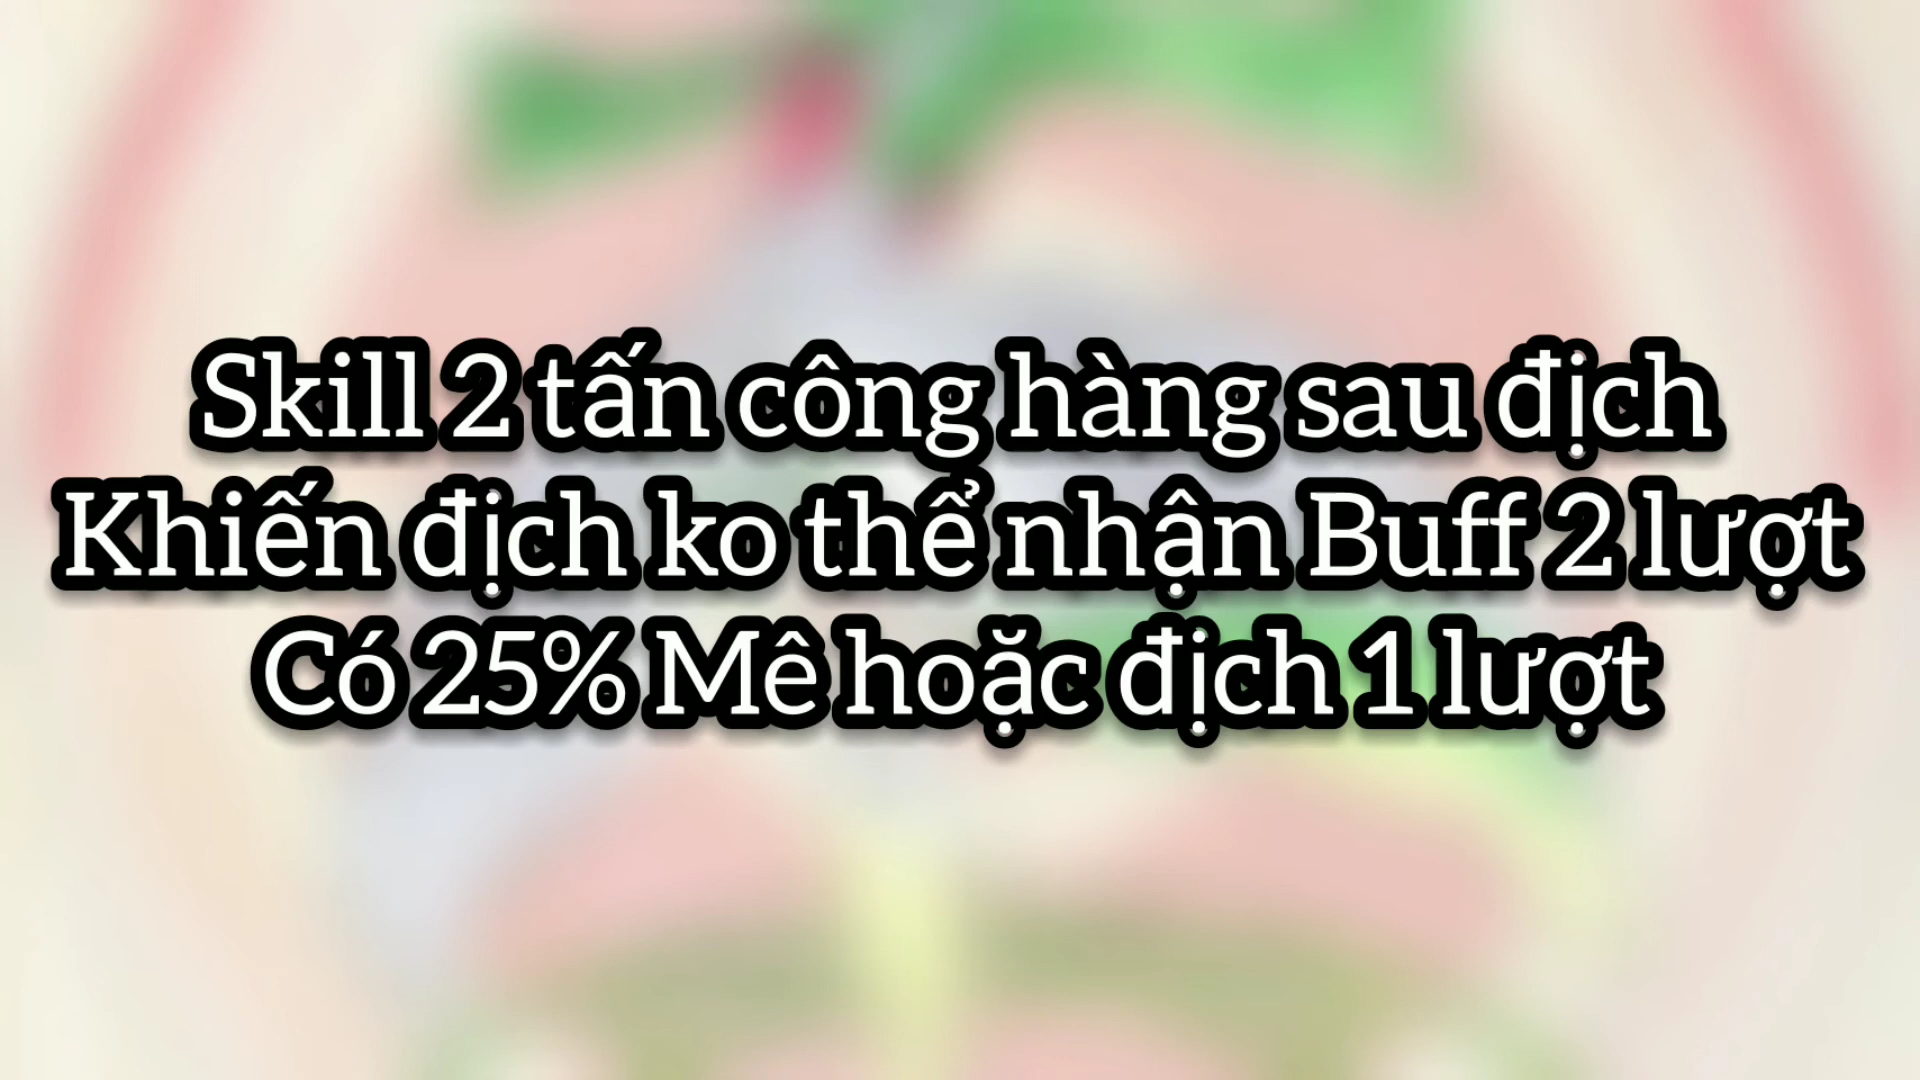 Skill 2 tấn công hàng sau địch
Khiến địch ko thể nhận Buff 2 lượt
Có 25% Mê hoặc địch 1 lượt